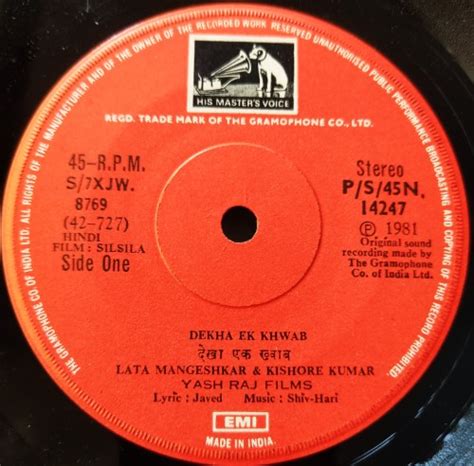 THE GRAMOPHONE CO. OF INDIA LTD. ALL RIGHTS OF THE MANUFACTURER AND OF THE OWNER OF THE RECORDED WORK RESERVED UNAUTHORISED PUBLIC PERFORMANCE BROADCASTING AND COPYING OF THIS RECORD PROHIBITED.
HIS MASTER'S VOICE
REGD. TRADE MARK OF THE GRAMOPHONE CO., LTD.
45-R.P.M.
S/7XJW.
8769
(42-727)
HINDI
FILM : SILSILA
Side One
Stereo
P/S/45N.
14247
Ⓟ 1981
Original sound
recording made by
The Gramophone
Co. of India Ltd.
DEKHA EK KHWAB
देखा एक ख्वाब
LATA MANGESHKAR & KISHORE KUMAR
YASH RAJ FILMS
Lyric : Javed Music : Shiv-Hari
EMI
MADE IN INDIA.